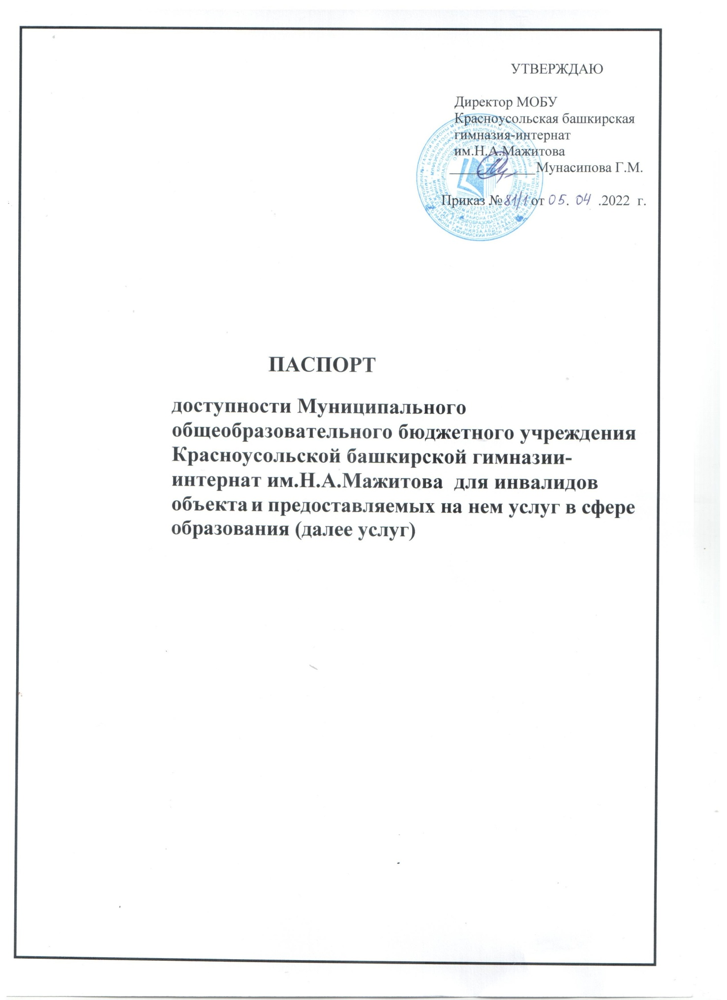 УТВЕРЖДАЮ
Директор МОБУ
Красноусольская башкирская
гимназия-интернат
им.Н.А.Мажитова
____________Мунасипова Г.М.
Приказ №81/1 от 05. 04 .2022 г.
ПАСПОРТ
доступности Муниципального
общеобразовательного бюджетного учреждения
Красноусольской башкирской гимназии-
интернат им.Н.А.Мажитова для инвалидов
объекта и предоставляемых на нем услуг в сфере
образования (далее услуг)